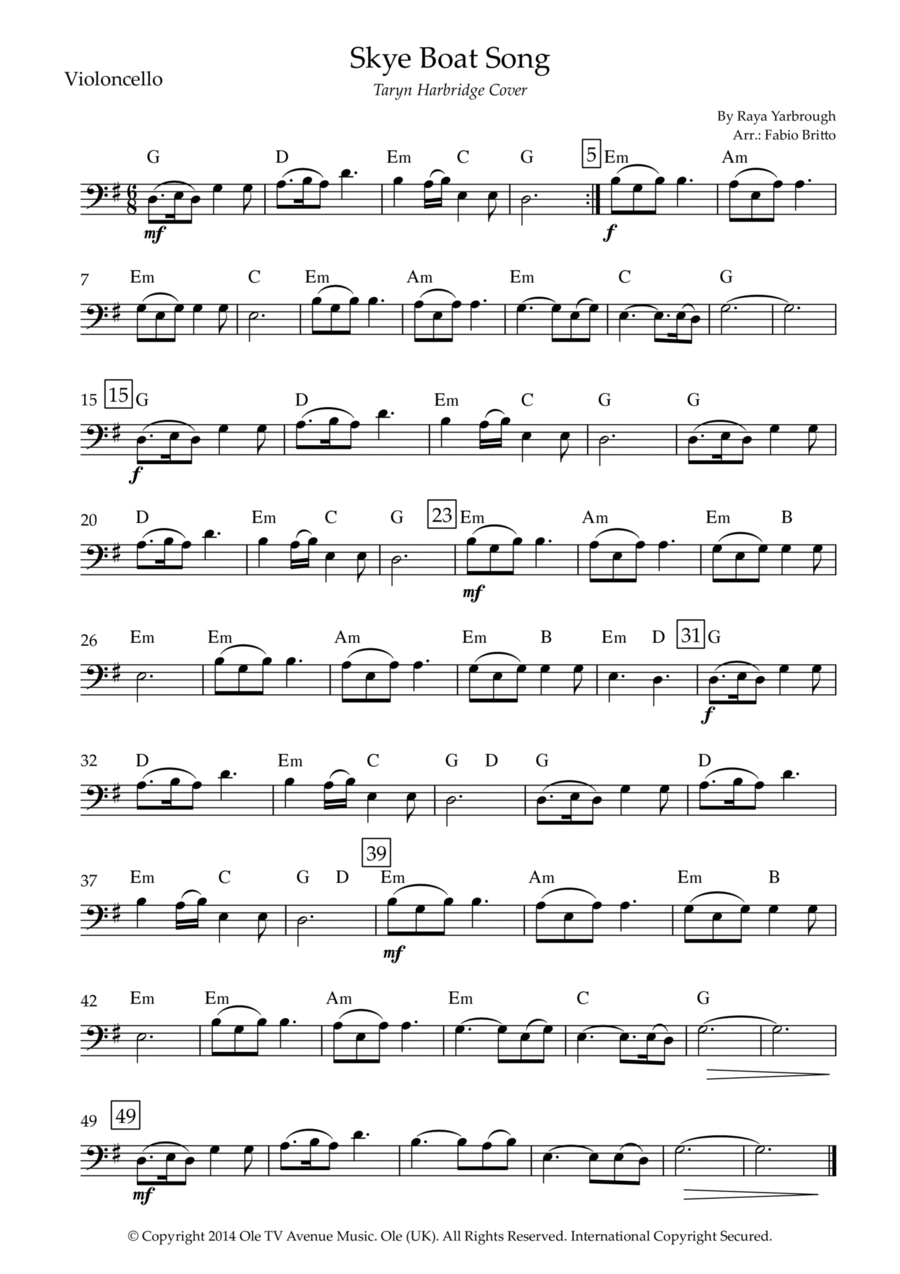 Skye Boat Song
Violoncello
Taryn Harbridge Cover
By Raya Yarbrough
Arr.: Fabio Britto
G D Em C G 5 Em Am
6
8
mf f
7 Em C Em Am Em C G
15 15 G D Em C G G
f
20 D Em C G 23 Em Am Em B
mf
26 Em Em Am Em B Em D 31 G
f
32 D Em C G D G D
39
37 Em C G D Em Am Em B
mf
42 Em Em Am Em C G
49 49
mf
© Copyright 2014 Ole TV Avenue Music. Ole (UK). All Rights Reserved. International Copyright Secured.